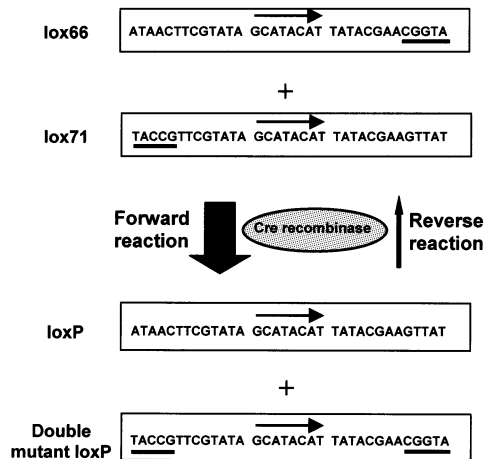 lox66 ATAACTTCGTATA GCATACAT TATACGAACGGTA
+
lox71 TACCGTTCGTATA GCATACAT TATACGAAGTTAT
Forward reaction Cre recombinase Reverse reaction
loxP ATAACTTCGTATA GCATACAT TATACGAAGTTAT
+
Double mutant loxP TACCGTTCGTATA GCATACAT TATACGAACGGTA